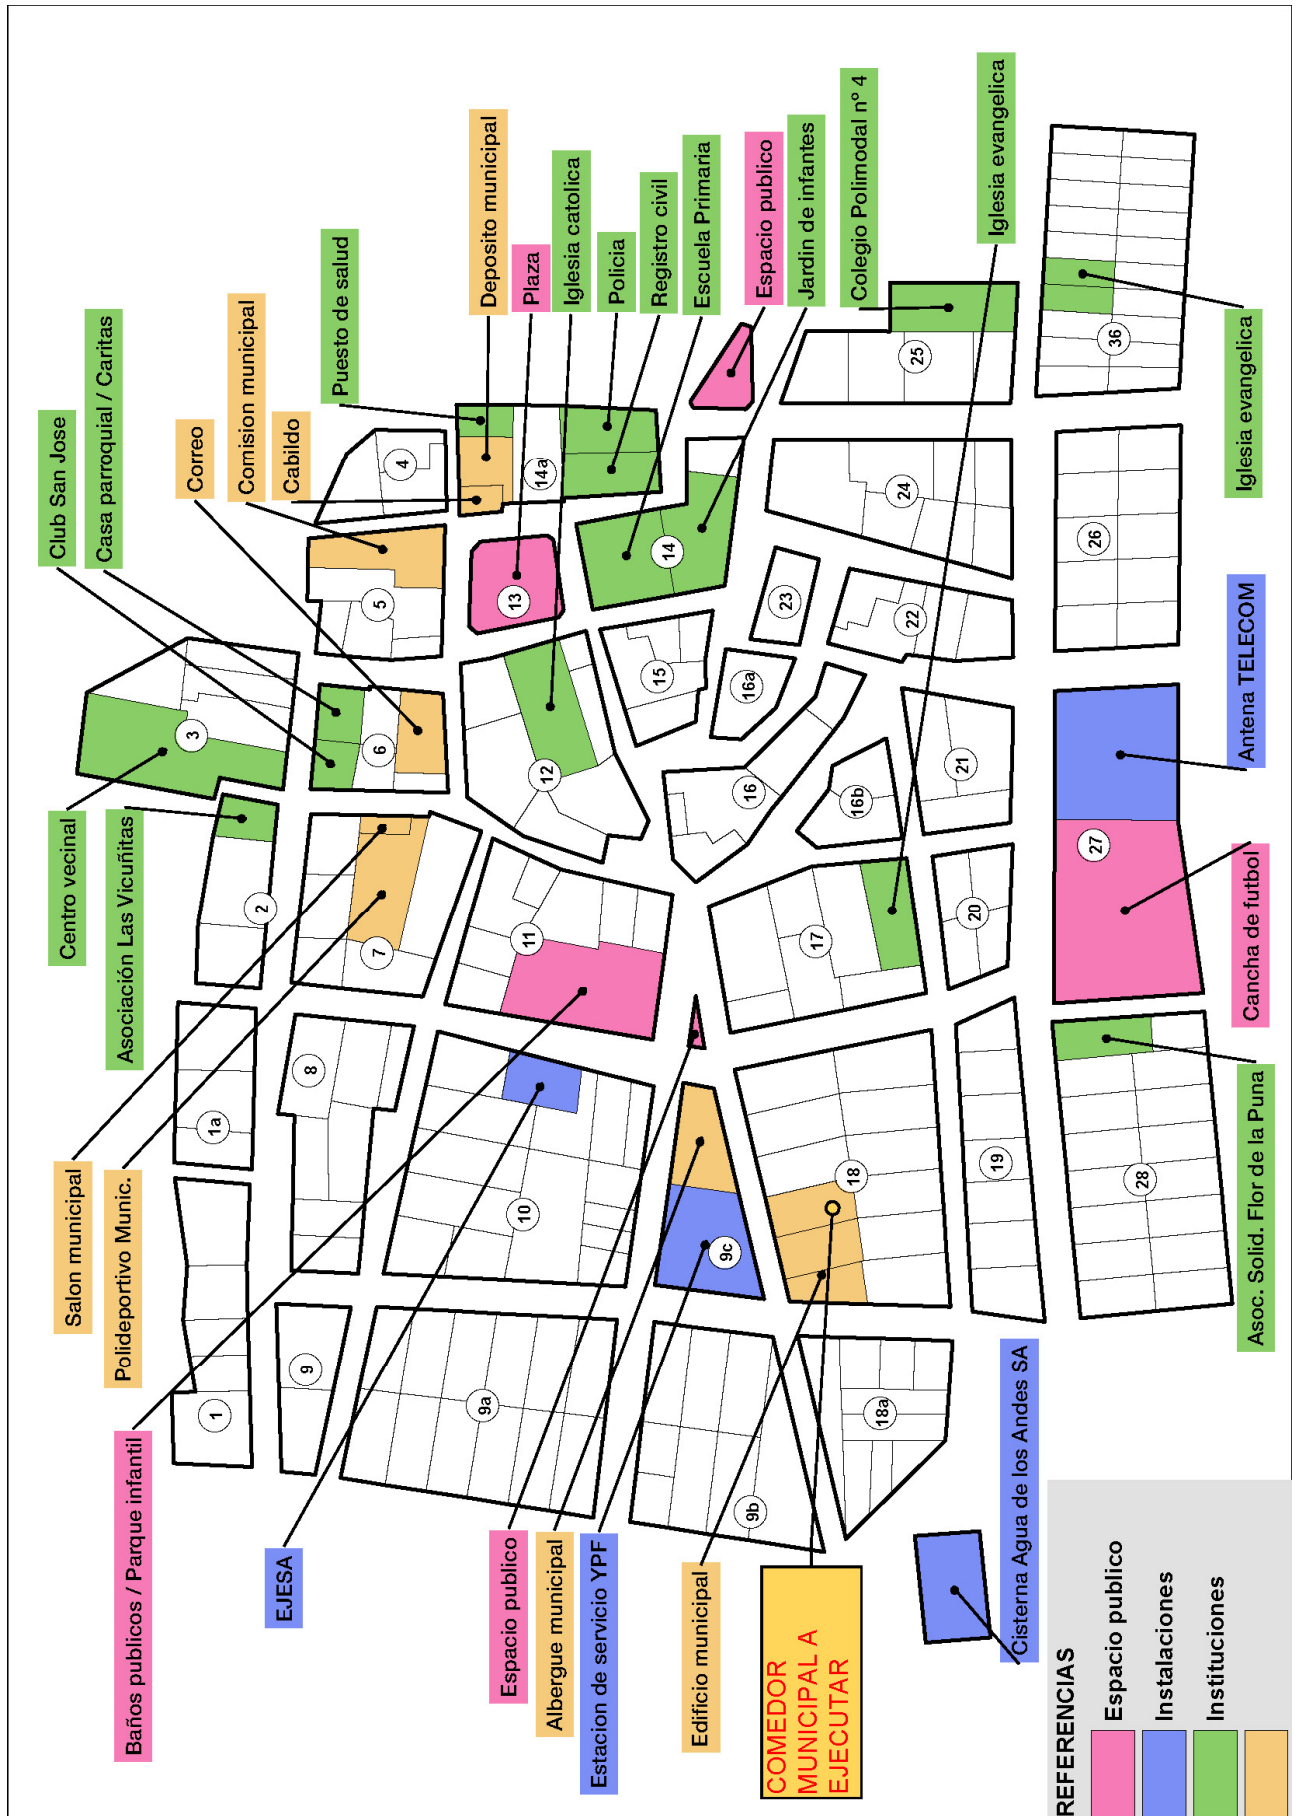 Club San Jose
Casa parroquial / Caritas
Correo
Comision municipal
Cabildo
Puesto de salud
Deposito municipal
Plaza
Iglesia catolica
Policia
Registro civil
Escuela Primaria
Espacio publico
Jardin de infantes
Colegio Polimodal nº 4
Iglesia evangelica
Iglesia evangelica
Antena TELECOM
Cancha de futbol
Asoc. Solid. Flor de la Puna
Cisterna Agua de los Andes SA
Centro vecinal
Asociación Las Vicuñitas
Salon municipal
Polideportivo Munic.
Baños publicos / Parque infantil
EJESA
Espacio publico
Albergue municipal
Estacion de servicio YPF
Edificio municipal
COMEDOR
MUNICIPAL A
EJECUTAR
1
1a
2
3
4
5
6
7
8
9
9a
9b
9c
10
11
12
13
14
14a
15
16
16a
16b
17
18
18a
19
20
21
22
23
24
25
26
27
28
36
REFERENCIAS
Espacio publico
Instalaciones
Instituciones